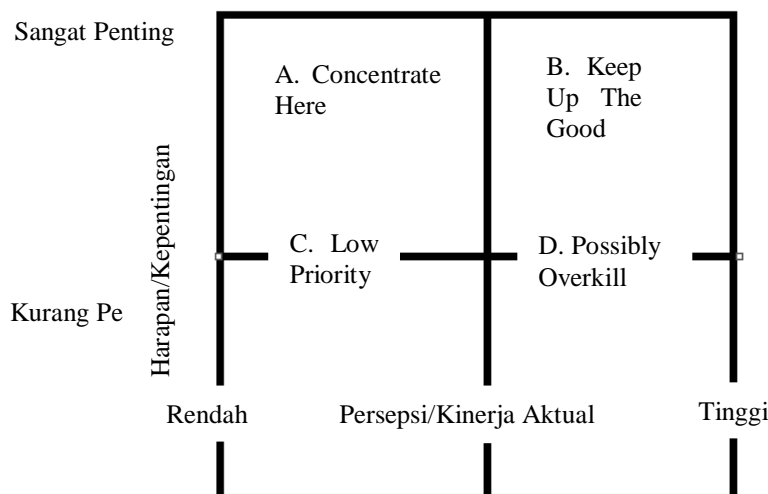 Sangat Penting
A. Concentrate
Here
B. Keep
Up The
Good
Harapan/Kepentingan
C. Low
Priority
D. Possibly
Overkill
Kurang Pe
Rendah
Persepsi/Kinerja Aktual
Tinggi